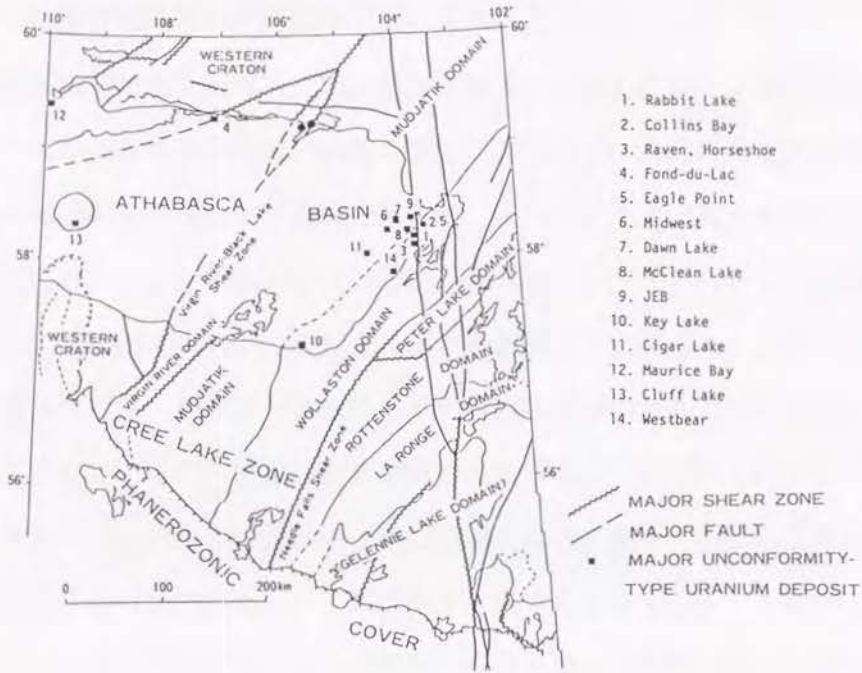 110°
108°
106°
104°
102°
60°
60°
WESTERN
CRATON
MUDJATIK DOMAIN
12
4
ATHABASCA
BASIN
13
9
7
6
2 5
8
1
3
11
14
58°
58°
Virgin River-Black Lake
Shear Zone
10
WESTERN
CRATON
VIRGIN RIVER DOMAIN
MUDJATIK
DOMAIN
WOLLASTON DOMAIN
PETER LAKE DOMAIN
ROTTENSTONE
DOMAIN
LA RONGE
DOMAIN
CREE LAKE ZONE
Needle Falls Shear Zone
(GELENNIE LAKE DOMAIN)
56°
56°
PHANEROZONIC
COVER
0 100 200km
1. Rabbit Lake
2. Collins Bay
3. Raven, Horseshoe
4. Fond-du-Lac
5. Eagle Point
6. Midwest
7. Dawn Lake
8. McClean Lake
9. JEB
10. Key Lake
11. Cigar Lake
12. Maurice Bay
13. Cluff Lake
14. Westbear
MAJOR SHEAR ZONE
MAJOR FAULT
MAJOR UNCONFORMITY-
TYPE URANIUM DEPOSIT